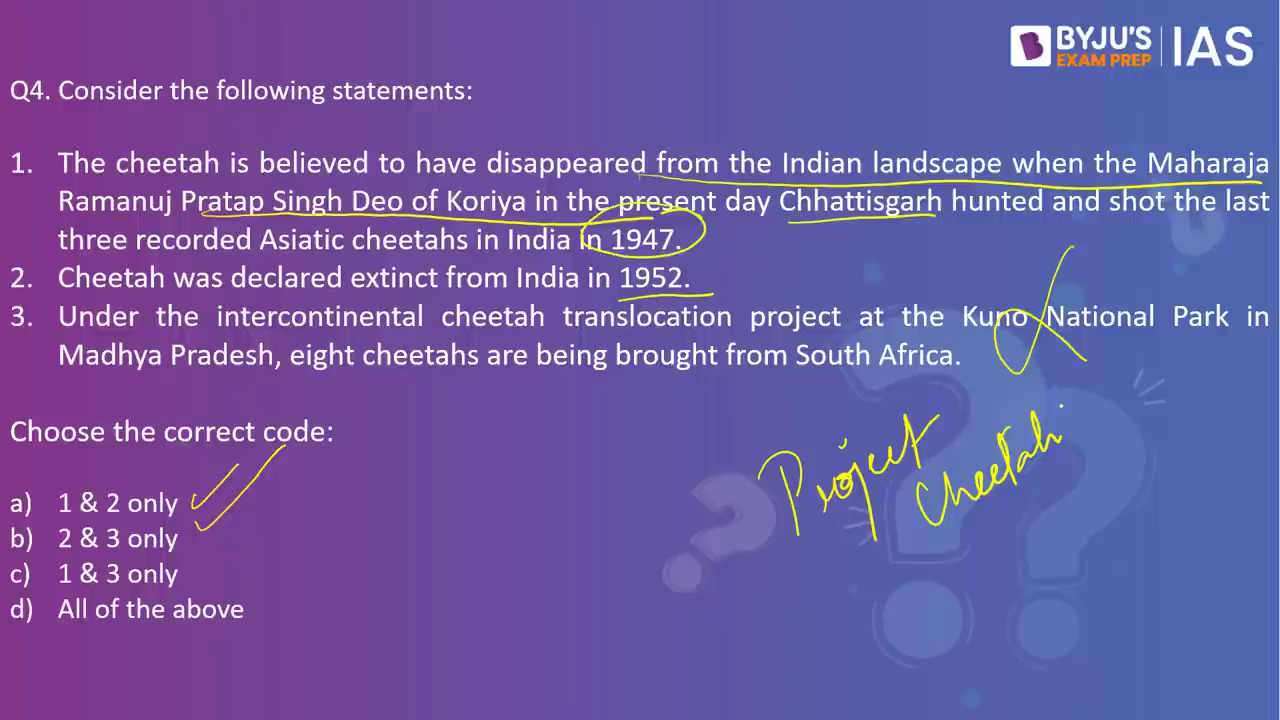 BYJU'S
EXAM PREP
IAS
Q4. Consider the following statements:
1. The cheetah is believed to have disappeared from the Indian landscape when the Maharaja
Ramanuj Pratap Singh Deo of Koriya in the present day Chhattisgarh hunted and shot the last
three recorded Asiatic cheetahs in India in 1947.
2. Cheetah was declared extinct from India in 1952.
3. Under the intercontinental cheetah translocation project at the Kuno National Park in
Madhya Pradesh, eight cheetahs are being brought from South Africa.
Choose the correct code:
a) 1 & 2 only
b) 2 & 3 only
c) 1 & 3 only
d) All of the above
Project
Cheetah